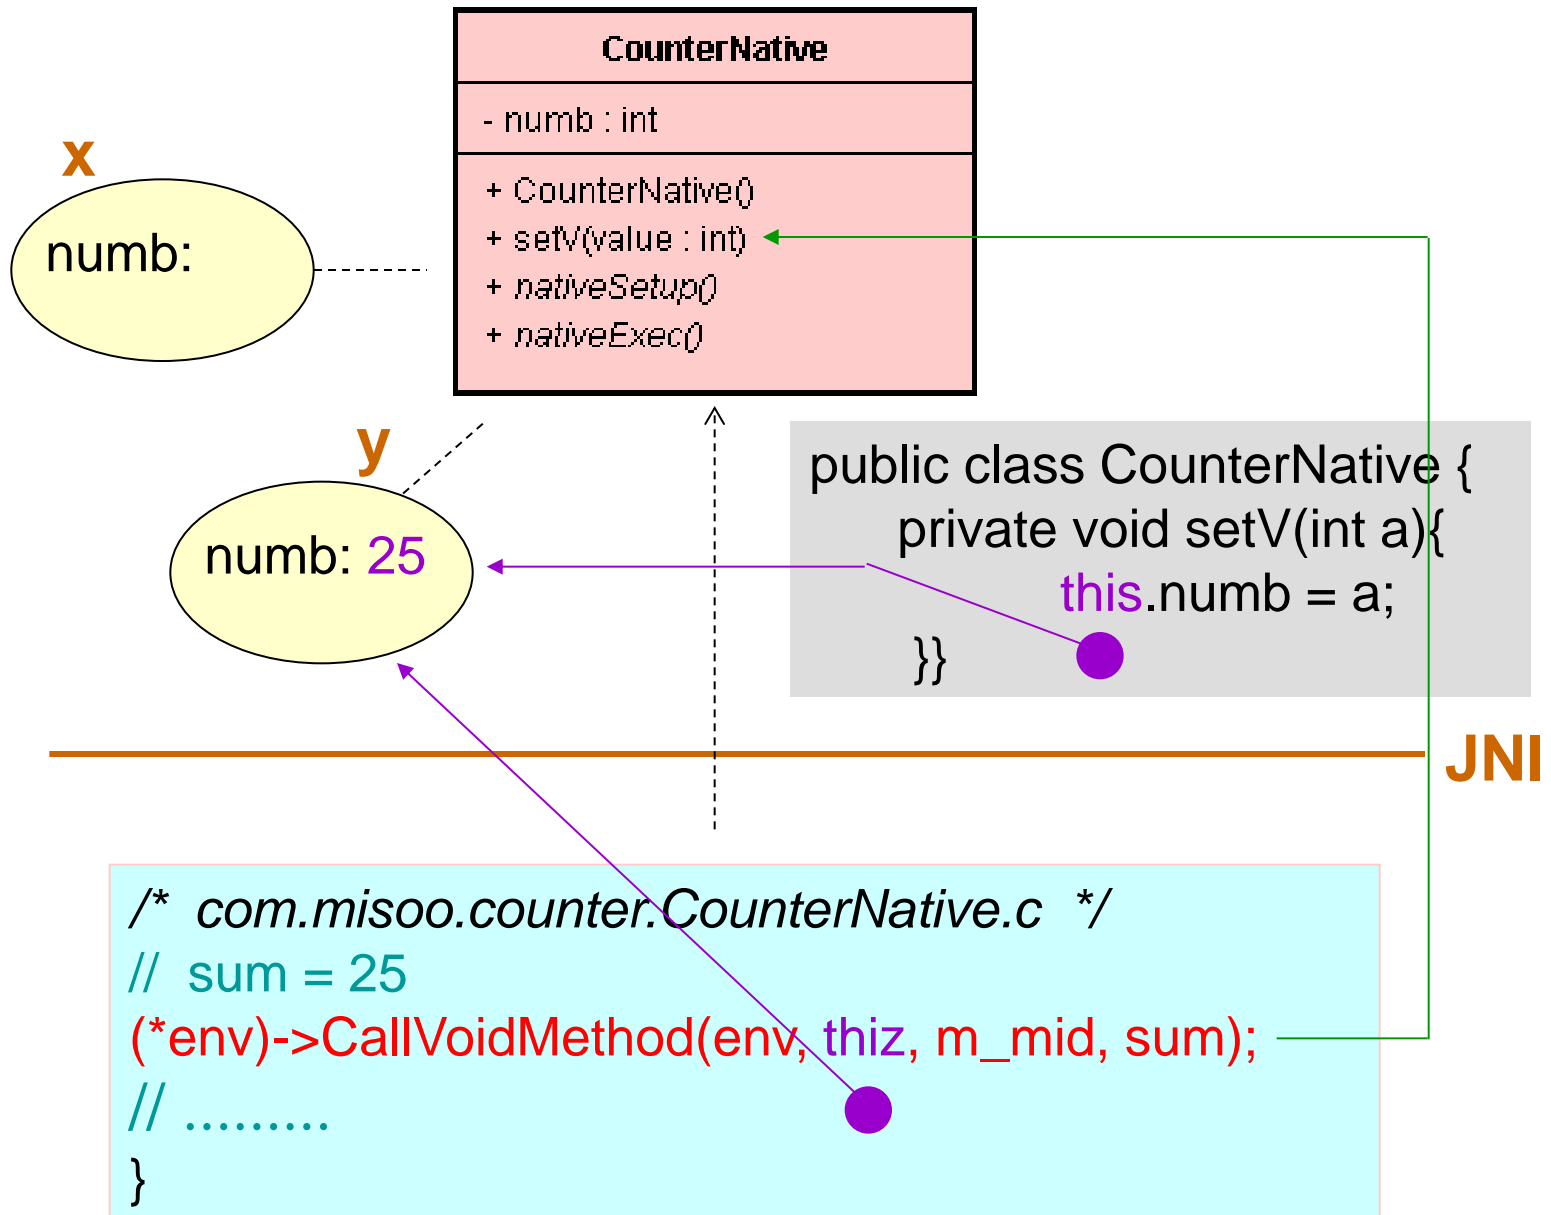 CounterNative
- numb : int
+ CounterNative()
+ setV(value : int)
+ nativeSetup()
+ nativeExec()
x
numb:
y
numb: 25
public class CounterNative {
private void setV(int a){
this.numb = a;
}}
JNI
/* com.misoo.counter.CounterNative.c */
// sum = 25
(*env)->CallVoidMethod(env, thiz, m_mid, sum);
// .........
}